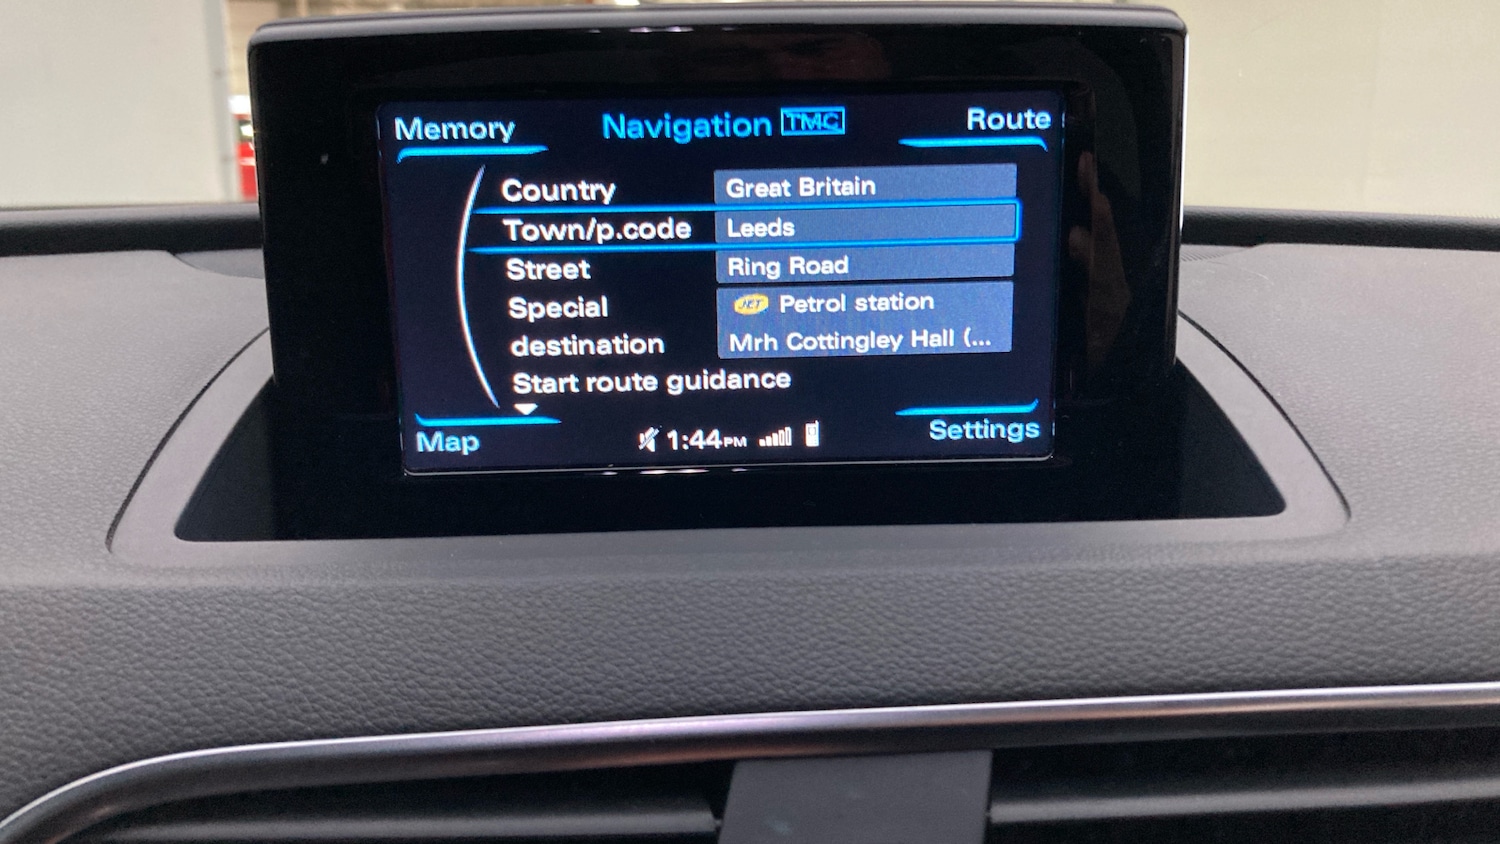 Memory
Navigation TMC
Route
Country Great Britain
Town/p.code Leeds
Street Ring Road
Special JET Petrol station
destination Mrh Cottingley Hall (...
Start route guidance
Map
1:44PM
Settings